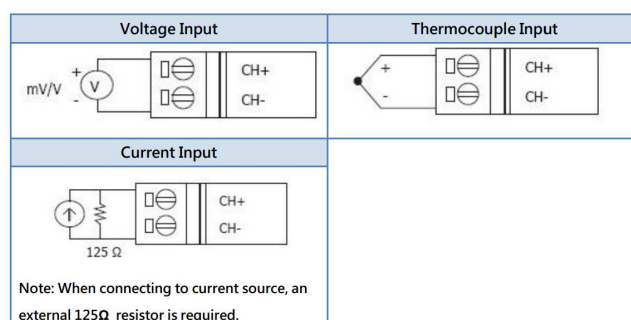 Voltage Input
Thermocouple Input
mV/V
+
V
-
CH+
CH-
+
-
CH+
CH-
Current Input
CH+
CH-
125 Ω
Note: When connecting to current source, an
external 125Ω resistor is required.